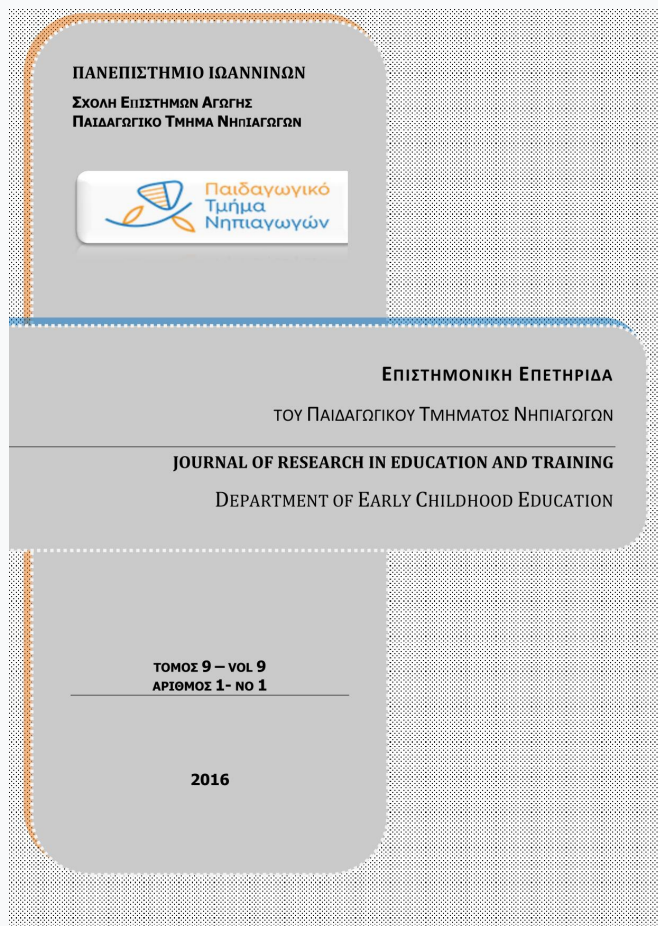 ΠΑΝΕΠΙΣΤΗΜΙΟ ΙΩΑΝΝΙΝΩΝ
ΣΧΟΛΗ ΕΠΙΣΤΗΜΩΝ ΑΓΩΓΗΣ
ΠΑΙΔΑΓΩΓΙΚΟ ΤΜΗΜΑ ΝΗΠΙΑΓΩΓΩΝ
Παιδαγωγικό
Τμήμα
Νηπιαγωγών
ΕΠΙΣΤΗΜΟΝΙΚΗ ΕΠΕΤΗΡΙΔΑ
ΤΟΥ ΠΑΙΔΑΓΩΓΙΚΟΥ ΤΜΗΜΑΤΟΣ ΝΗΠΙΑΓΩΓΩΝ
JOURNAL OF RESEARCH IN EDUCATION AND TRAINING
DEPARTMENT OF EARLY CHILDHOOD EDUCATION
ΤΟΜΟΣ 9 – VOL 9
ΑΡΙΘΜΟΣ 1- NO 1
2016